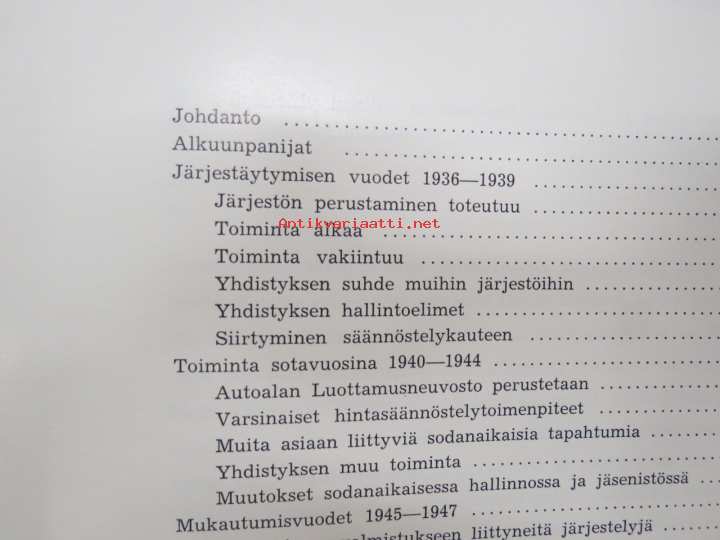 Johdanto
Alkuunpanijat
Järjestäytymisen vuodet 1936—1939
Järjestön perustaminen toteutuu
Toiminta alkaa
Antikvariaatti.net
Toiminta vakiintuu
Yhdistyksen suhde muihin järjestöihin
Yhdistyksen hallintoelimet
Siirtyminen säännöstelykauteen
Toiminta sotavuosina 1940—1944
Autoalan Luottamusneuvosto perustetaan
Varsinaiset hintasäännöstelytoimenpiteet
Muita asiaan liittyviä sodanaikaisia tapahtumia
Yhdistyksen muu toiminta
Muutokset sodanaikaisessa hallinnossa ja jäsenistössä
Mukautumisvuodet 1945—1947
liittyneitä järjestelyjä